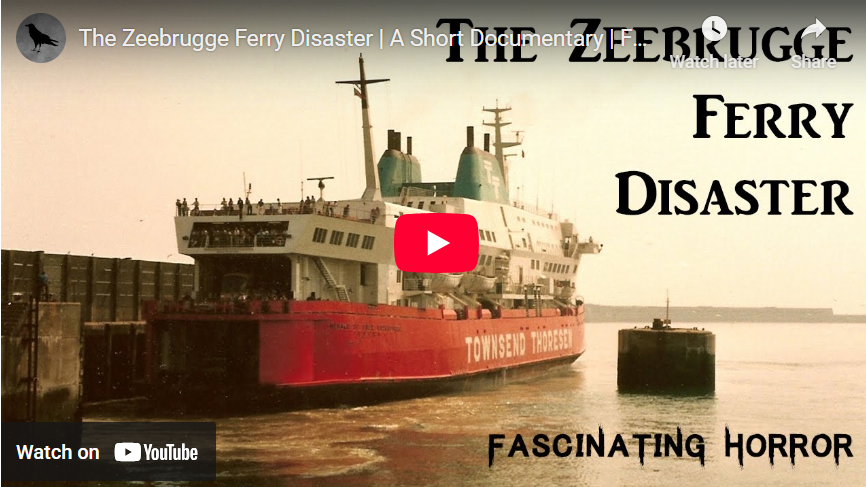 The Zeebrugge Ferry Disaster | A Short Documentary | F...
Watch later
Share
The Zeebrugge
Ferry
Disaster
TOWNSEND THORESEN
Watch on YouTube
Fascinating Horror